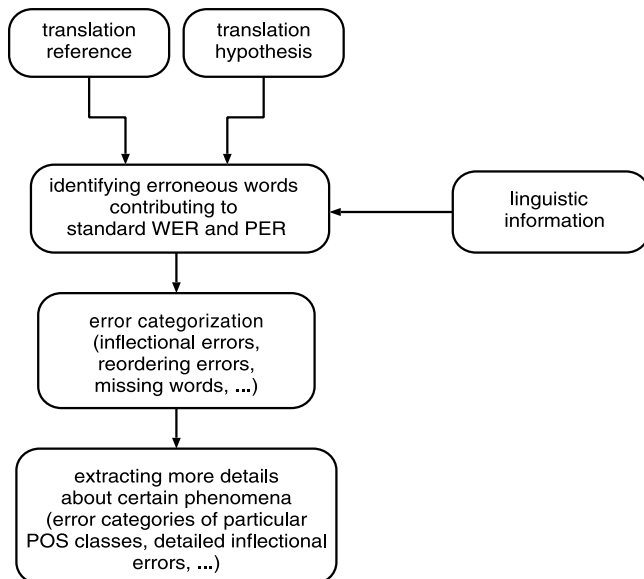 translation
reference
translation
hypothesis
identifying erroneous words
contributing to
standard WER and PER
linguistic
information
error categorization
(inflectional errors,
reordering errors,
missing words, ...)
extracting more details
about certain phenomena
(error categories of particular
POS classes, detailed inflectional
errors, ...)